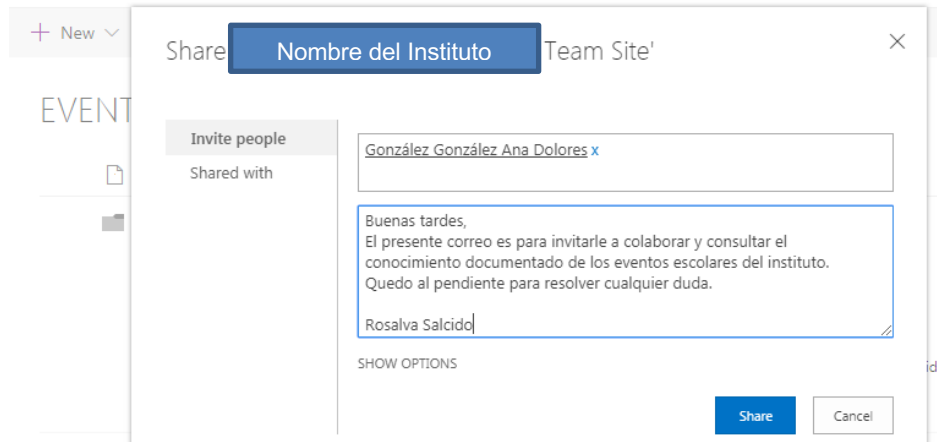 + New
Share Nombre del Instituto Team Site'
EVENT
Invite people
Shared with
González González Ana Dolores x
Buenas tardes,
El presente correo es para invitarle a colaborar y consultar el
conocimiento documentado de los eventos escolares del instituto.
Quedo al pendiente para resolver cualquier duda.
Rosalva Salcido
SHOW OPTIONS
id
Share Cancel